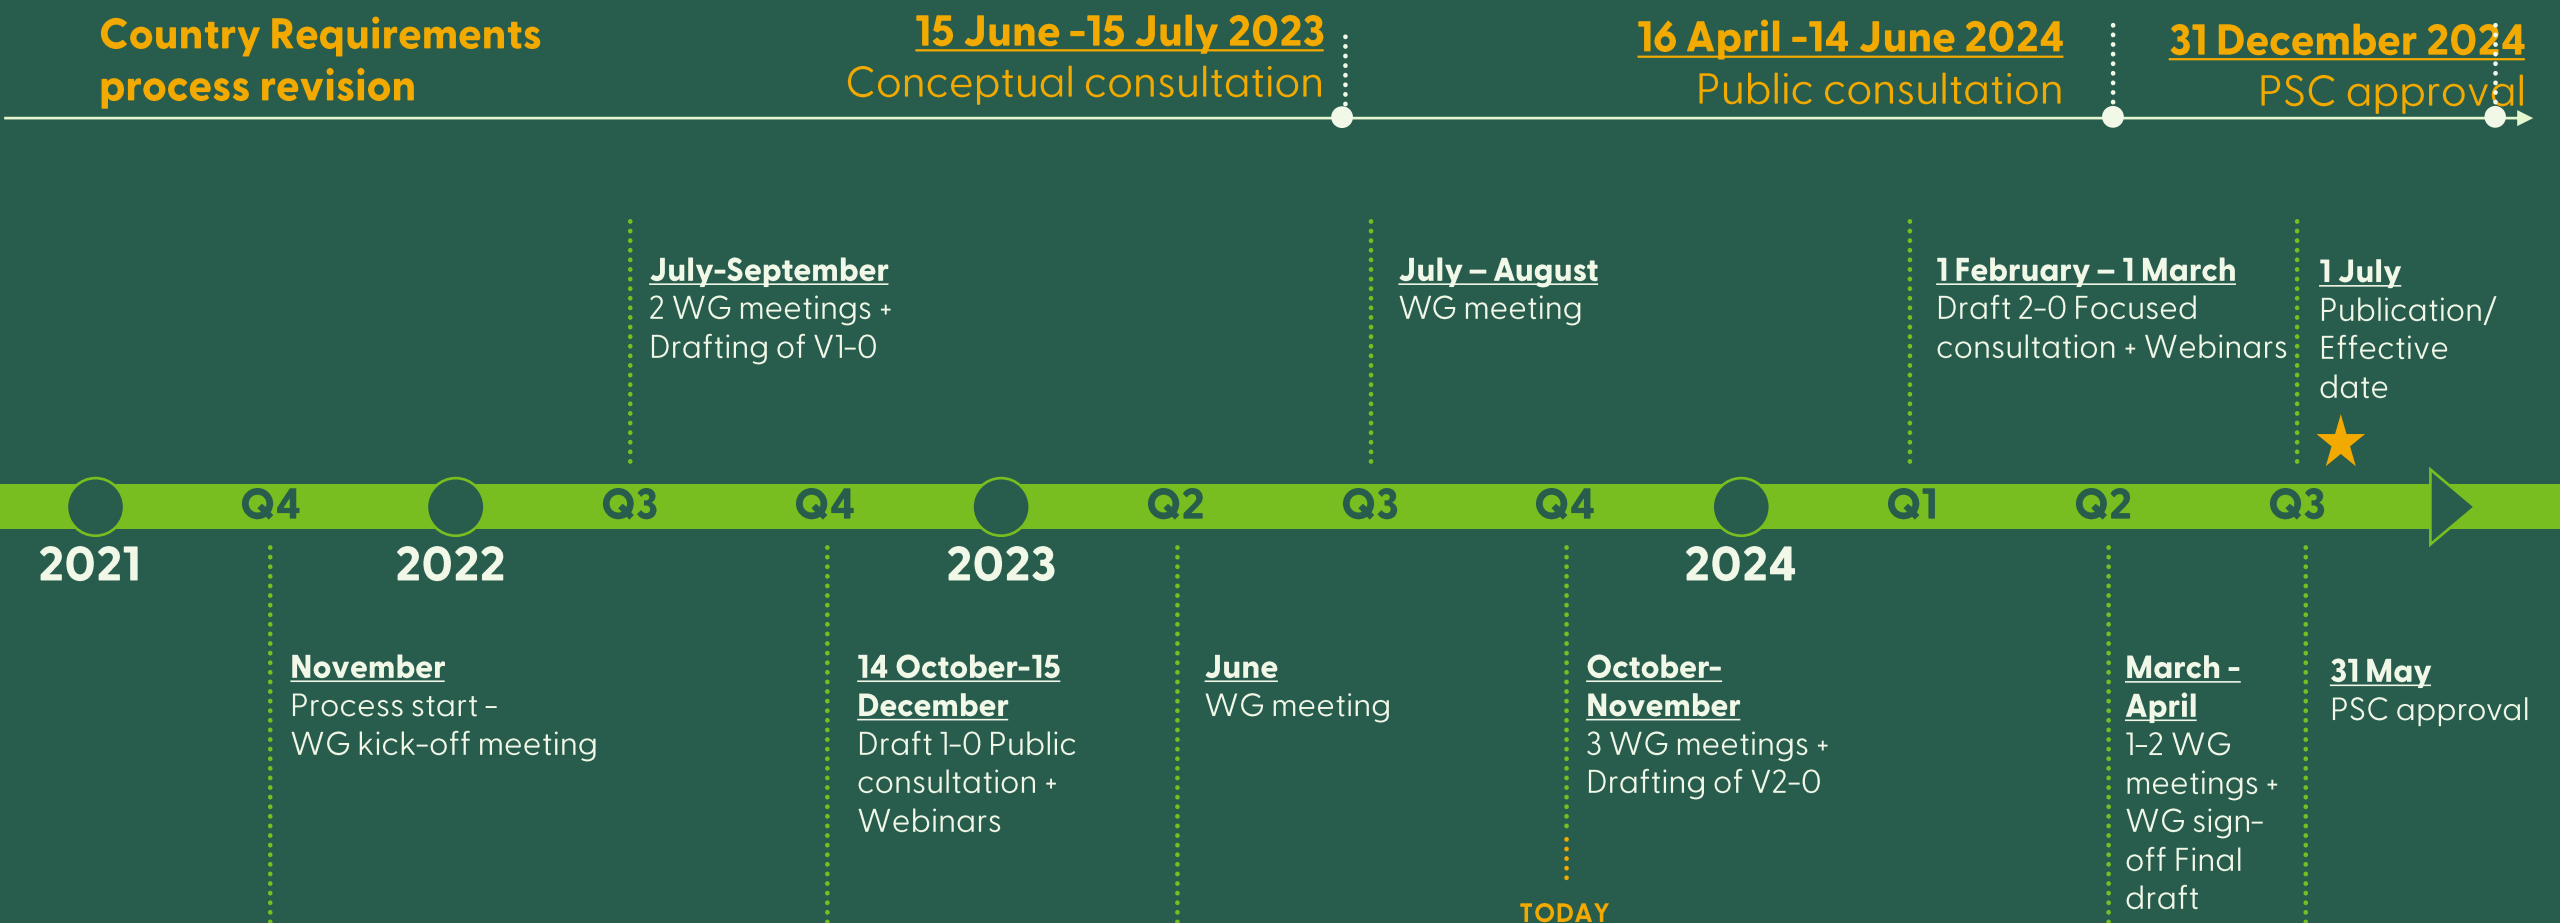 Country Requirements
process revision
15 June -15 July 2023
Conceptual consultation
16 April -14 June 2024
Public consultation
31 December 2024
PSC approval
July-September
2 WG meetings +
Drafting of V1-0
July – August
WG meeting
1 February – 1 March
Draft 2-0 Focused
consultation + Webinars
1 July
Publication/
Effective
date
Q4
Q3
Q4
Q2
Q3
Q4
Q1
Q2
Q3
2021
2022
2023
2024
November
Process start -
WG kick-off meeting
14 October-15
December
Draft 1-0 Public
consultation +
Webinars
June
WG meeting
October-
November
3 WG meetings +
Drafting of V2-0
TODAY
March -
April
1-2 WG
meetings +
WG sign-
off Final
draft
31 May
PSC approval